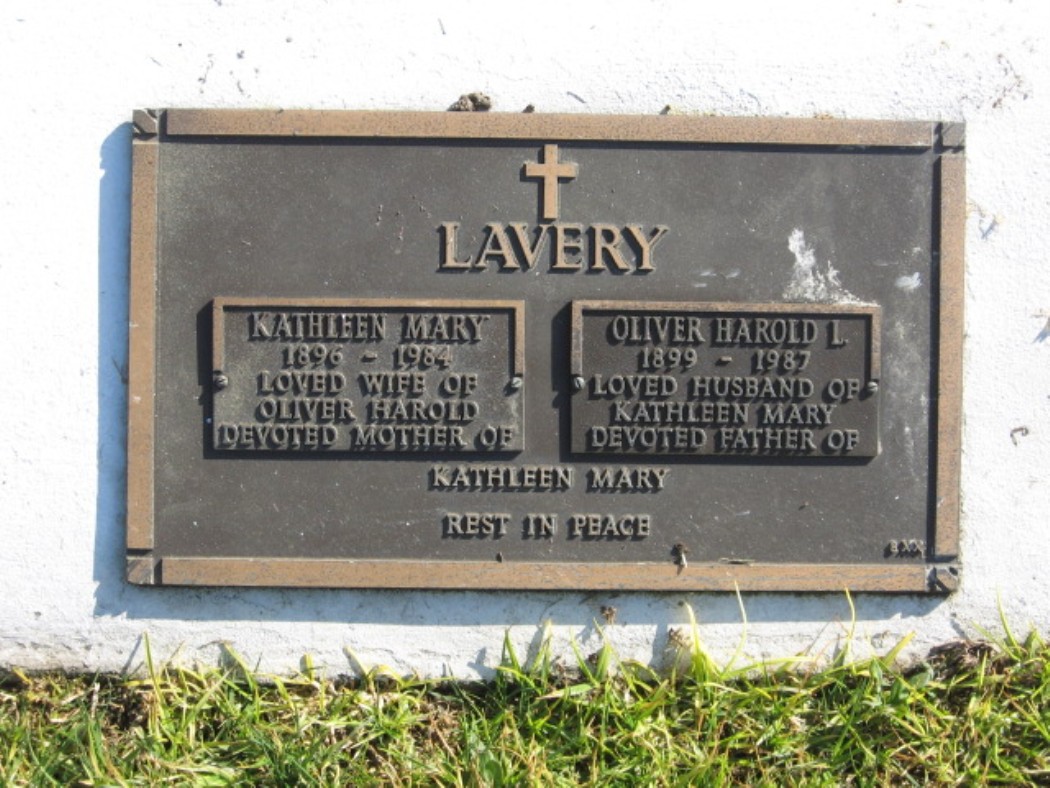 LAVERY
KATHLEEN MARY
1896 - 1984
LOVED WIFE OF
OLIVER HAROLD
DEVOTED MOTHER OF
OLIVER HAROLD L.
1899 - 1987
LOVED HUSBAND OF
KATHLEEN MARY
DEVOTED FATHER OF
KATHLEEN MARY
REST IN PEACE